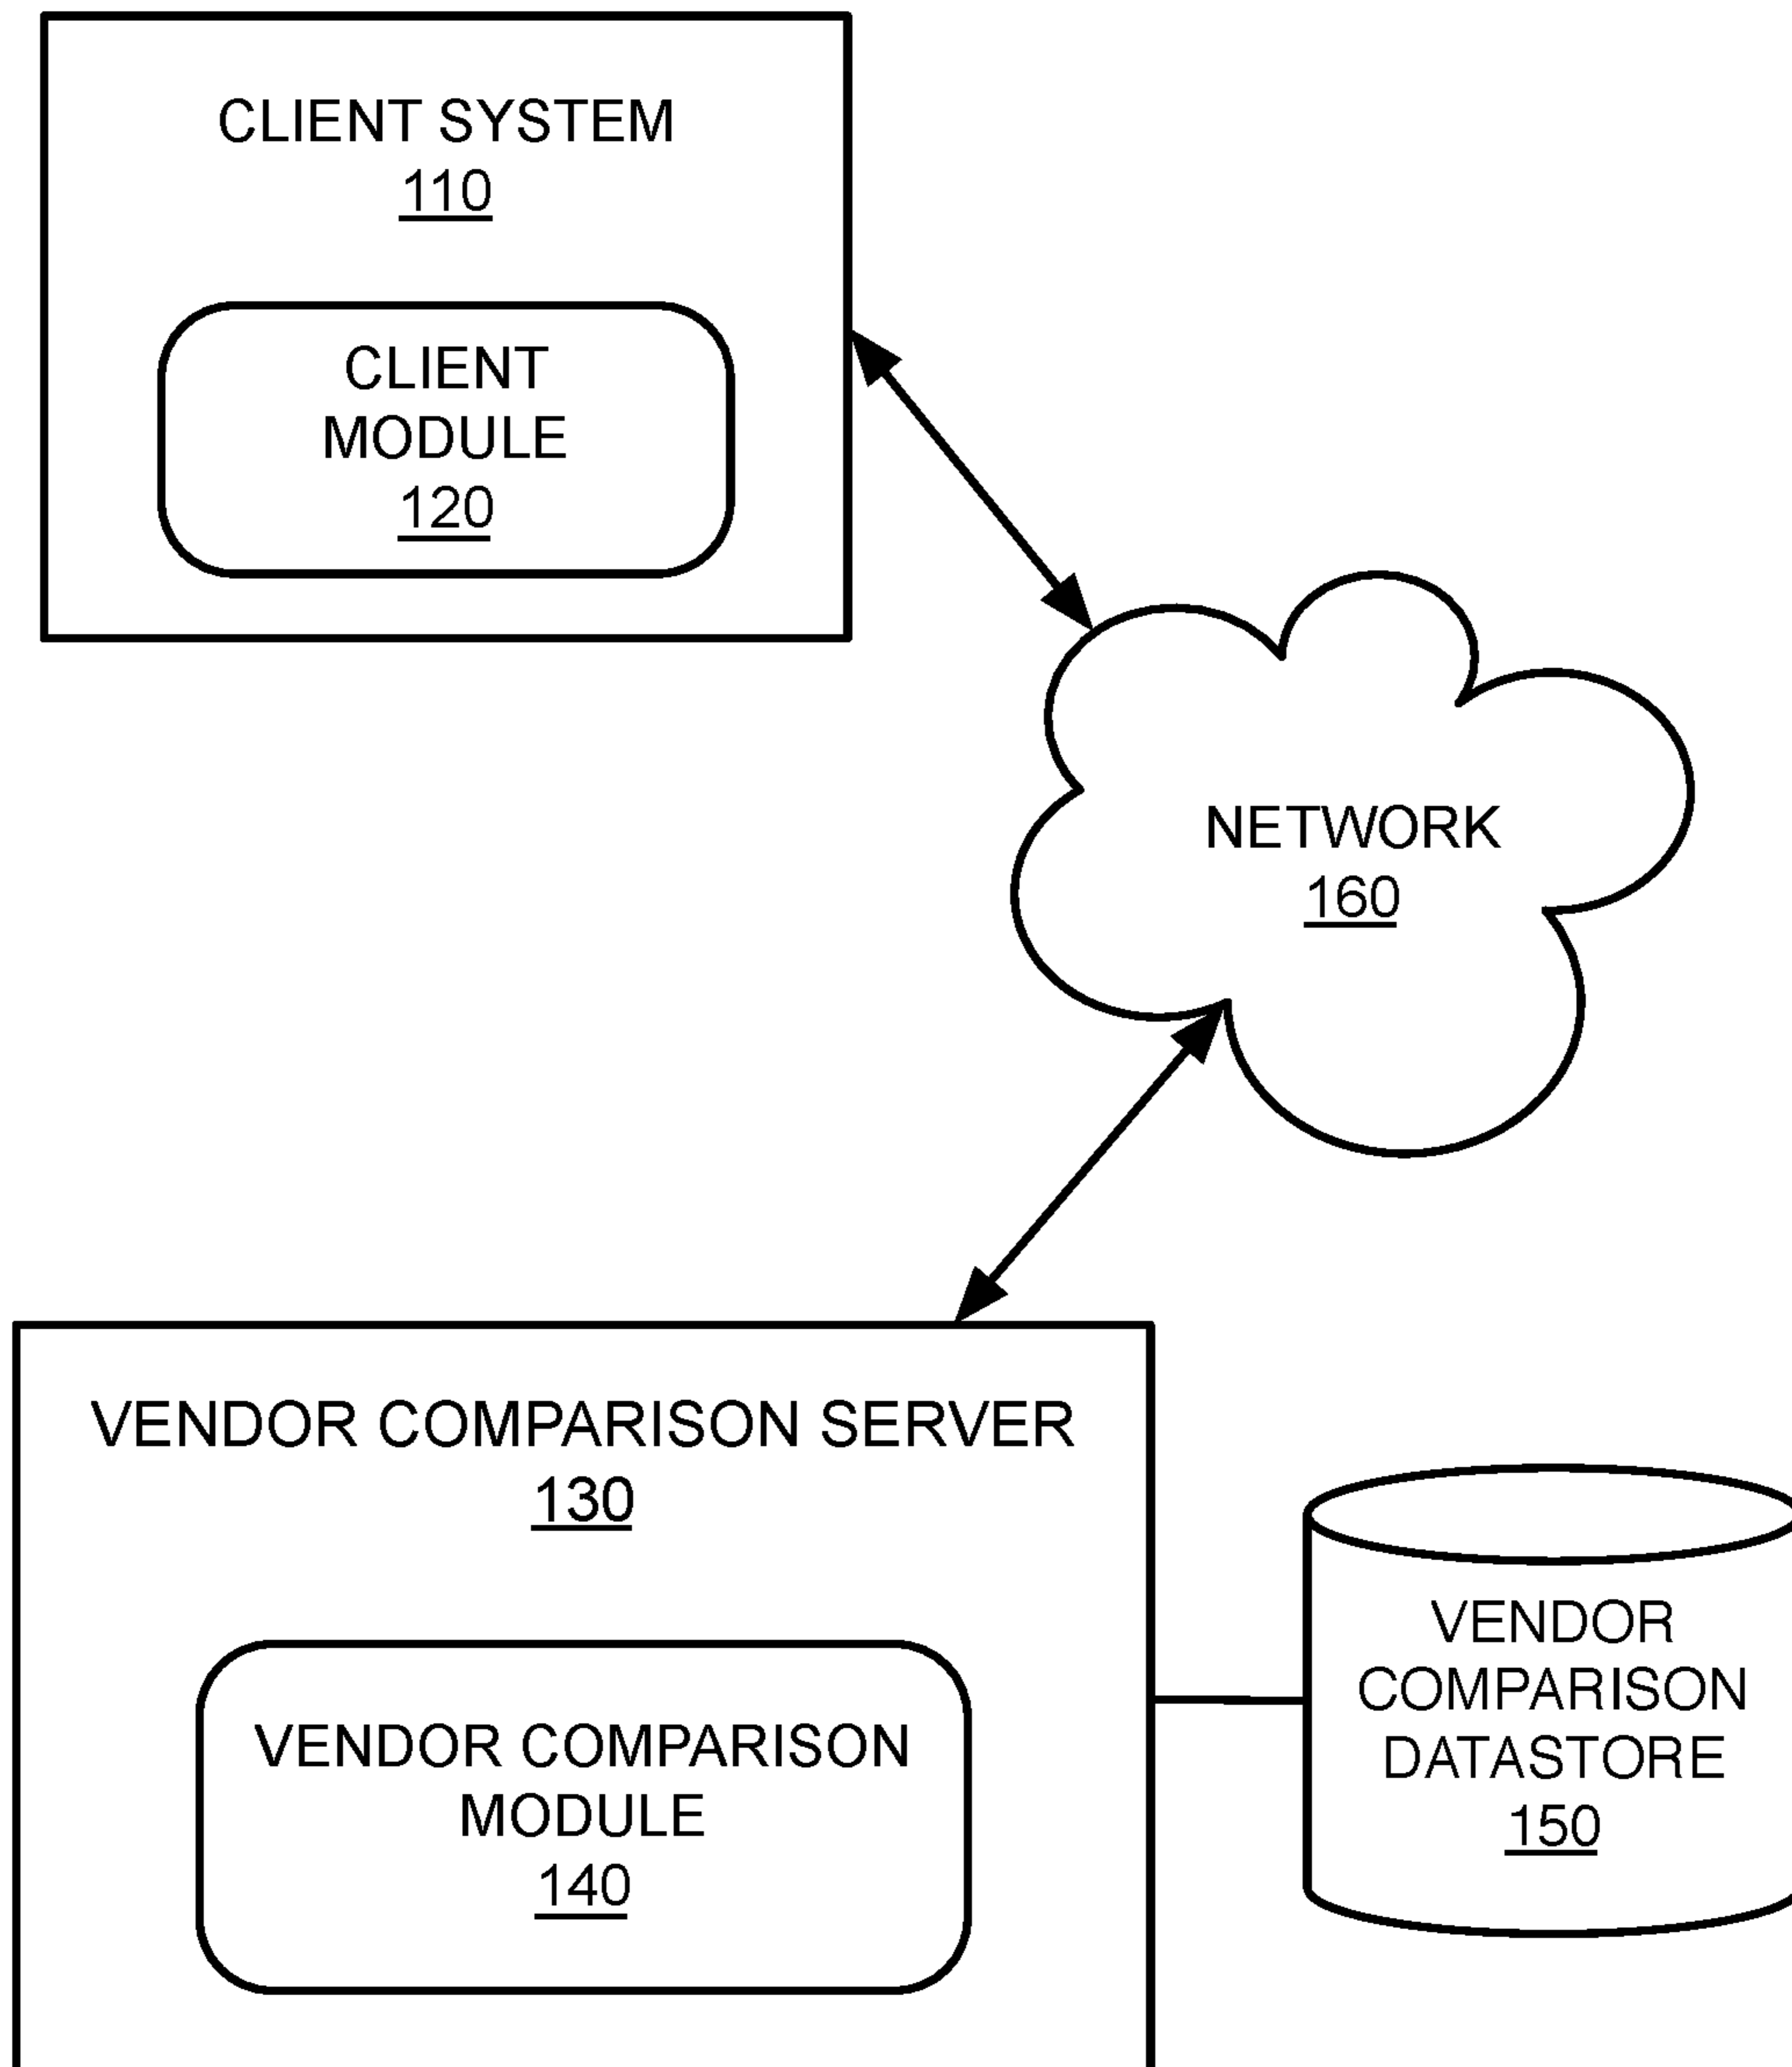 CLIENT SYSTEM
110
CLIENT
MODULE
120
NETWORK
160
VENDOR COMPARISON SERVER
130
VENDOR COMPARISON
MODULE
140
VENDOR
COMPARISON
DATASTORE
150